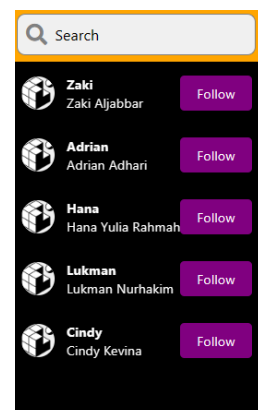 Search
Zaki
Zaki Aljabbar
Follow
Adrian
Adrian Adhari
Follow
Hana
Hana Yulia Rahmah
Follow
Lukman
Lukman Nurhakim
Follow
Cindy
Cindy Kevina
Follow